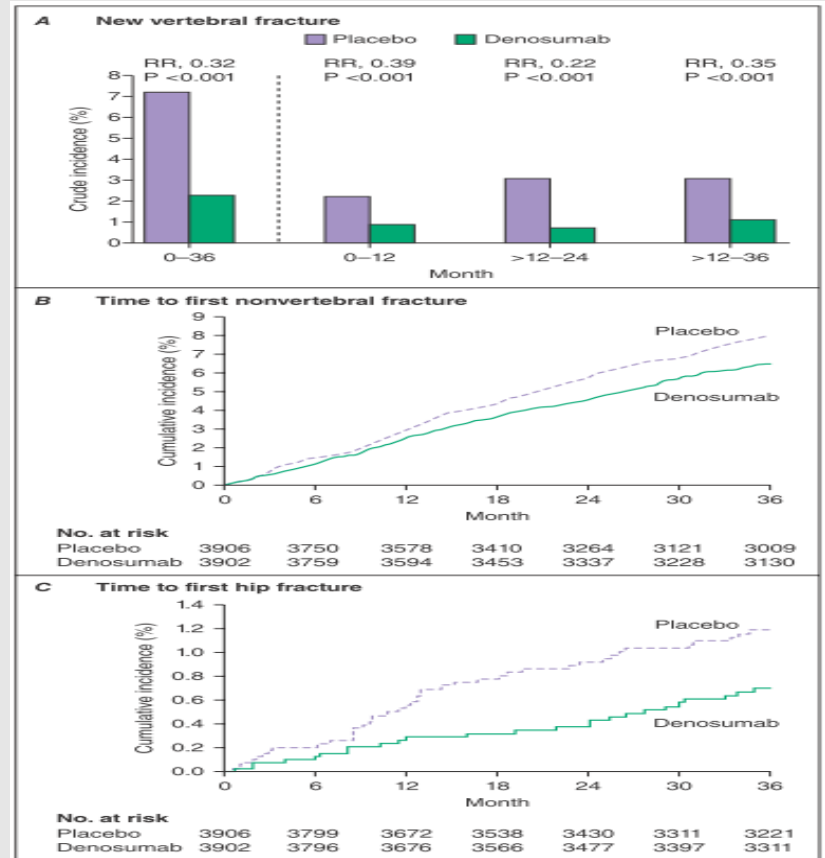 A New vertebral fracture
Placebo Denosumab
RR, 0.32 RR, 0.39 RR, 0.22 RR, 0.35
P <0.001 P <0.001 P <0.001 P <0.001
Crude incidence (%)
8
7
6
5
4
3
2
1
0
0–36 0–12 >12–24 >12–36
Month
B Time to first nonvertebral fracture
Cumulative incidence (%)
9
8
7
6
5
4
3
2
1
0
Placebo
Denosumab
0 6 12 18 24 30 36
Month
No. at risk
Placebo 3906 3750 3578 3410 3264 3121 3009
Denosumab 3902 3759 3594 3453 3337 3228 3130
C Time to first hip fracture
Cumulative incidence (%)
1.4
1.2
1.0
0.8
0.6
0.4
0.2
0.0
Placebo
Denosumab
0 6 12 18 24 30 36
Month
No. at risk
Placebo 3906 3799 3672 3538 3430 3311 3221
Denosumab 3902 3796 3676 3566 3477 3397 3311